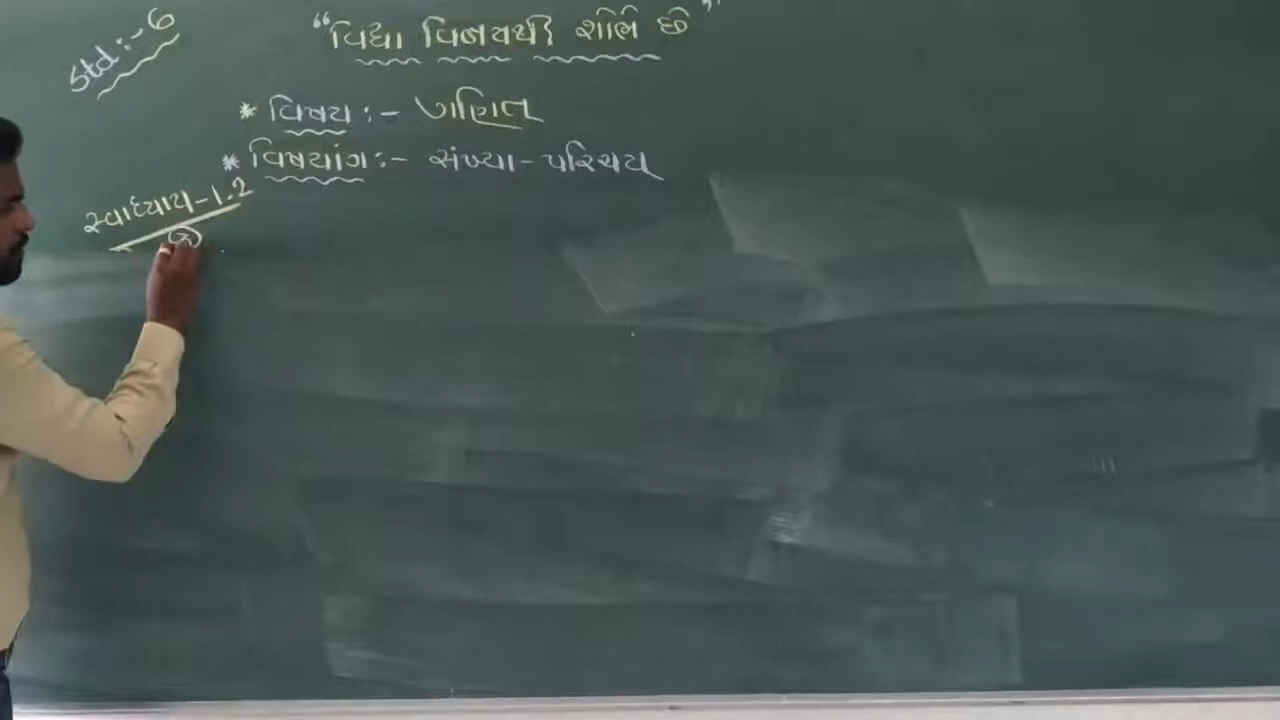 Std:-6
“વિદ્યા વિનયથી શોભે છે”
* વિષય :- ગણિત
* વિષયાંગ :- સંખ્યા-પરિચય
સ્વાધ્યાય-1.2